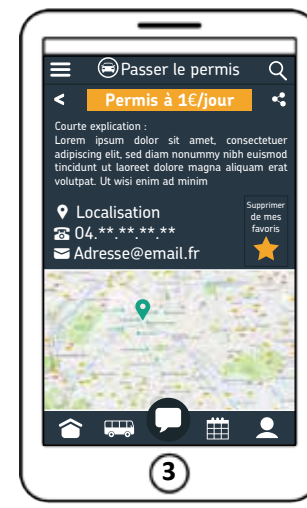 Passer le permis
< Permis à 1€/jour
Courte explication :
Lorem ipsum dolor sit amet, consectetuer
adipiscing elit, sed diam nonummy nibh euismod
tincidunt ut laoreet dolore magna aliquam erat
volutpat. Ut wisi enim ad minim
Localisation
04.**.**.**.**
Adresse@email.fr
Supprimer
de mes
favoris
3